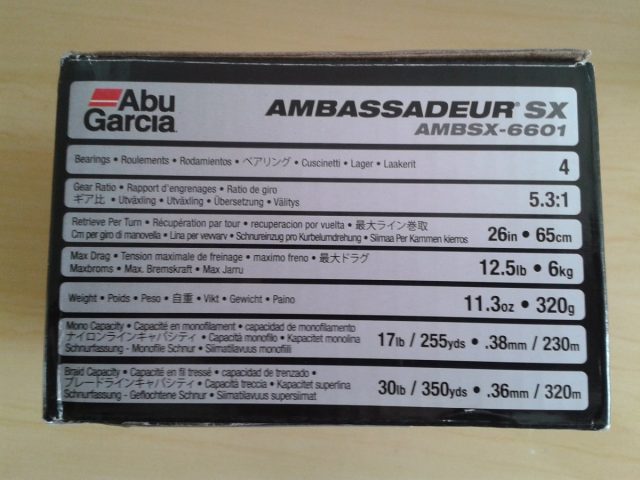 Abu
Garcia
AMBASSADEUR® SX
AMBSX-6601
Bearings • Roulements • Rodamientos • ベアリング • Cuscinetti • Lager • Laakerit
4
Gear Ratio • Rapport d'engrenages • Ratio de giro
ギア比 • Utväxling • Utväxling • Übersetzung • Välitys
5.3:1
Retrieve Per Turn • Récupération par tour • recuperacion por vuelta • 最大ライン巻取
Cm per giro di manovella • Lina per vevvarv • Schnureinzug pro Kurbelumdrehung • Siimaa Per Kammen kierros
26in • 65cm
Max Drag • Tension maximale de freinage • maximo freno • 最大ドラグ
Maxbroms • Max. Bremskraft • Max Jarru
12.5lb • 6kg
Weight • Poids • Peso • 自重 • Vikt • Gewicht • Paino
11.3oz • 320g
Mono Capacity • Capacité en monofilament • capacidad de monofilamento
ナイロンラインキャパシティ • Capacità monofilo • Kapacitet monolina
Schnurfassung - Monofile Schnur • Siimatilavuus monofiili
17lb / 255yds • .38mm / 230m
Braid Capacity • Capacité en fil tressé • capacidad de trenzado •
ブレードラインキャパシティ • Capacità treccia • Kapacitet superlina
Schnurfassung - Geflochtene Schnur • Siimatilavuus supersiimat
30lb / 350yds • .36mm / 320m